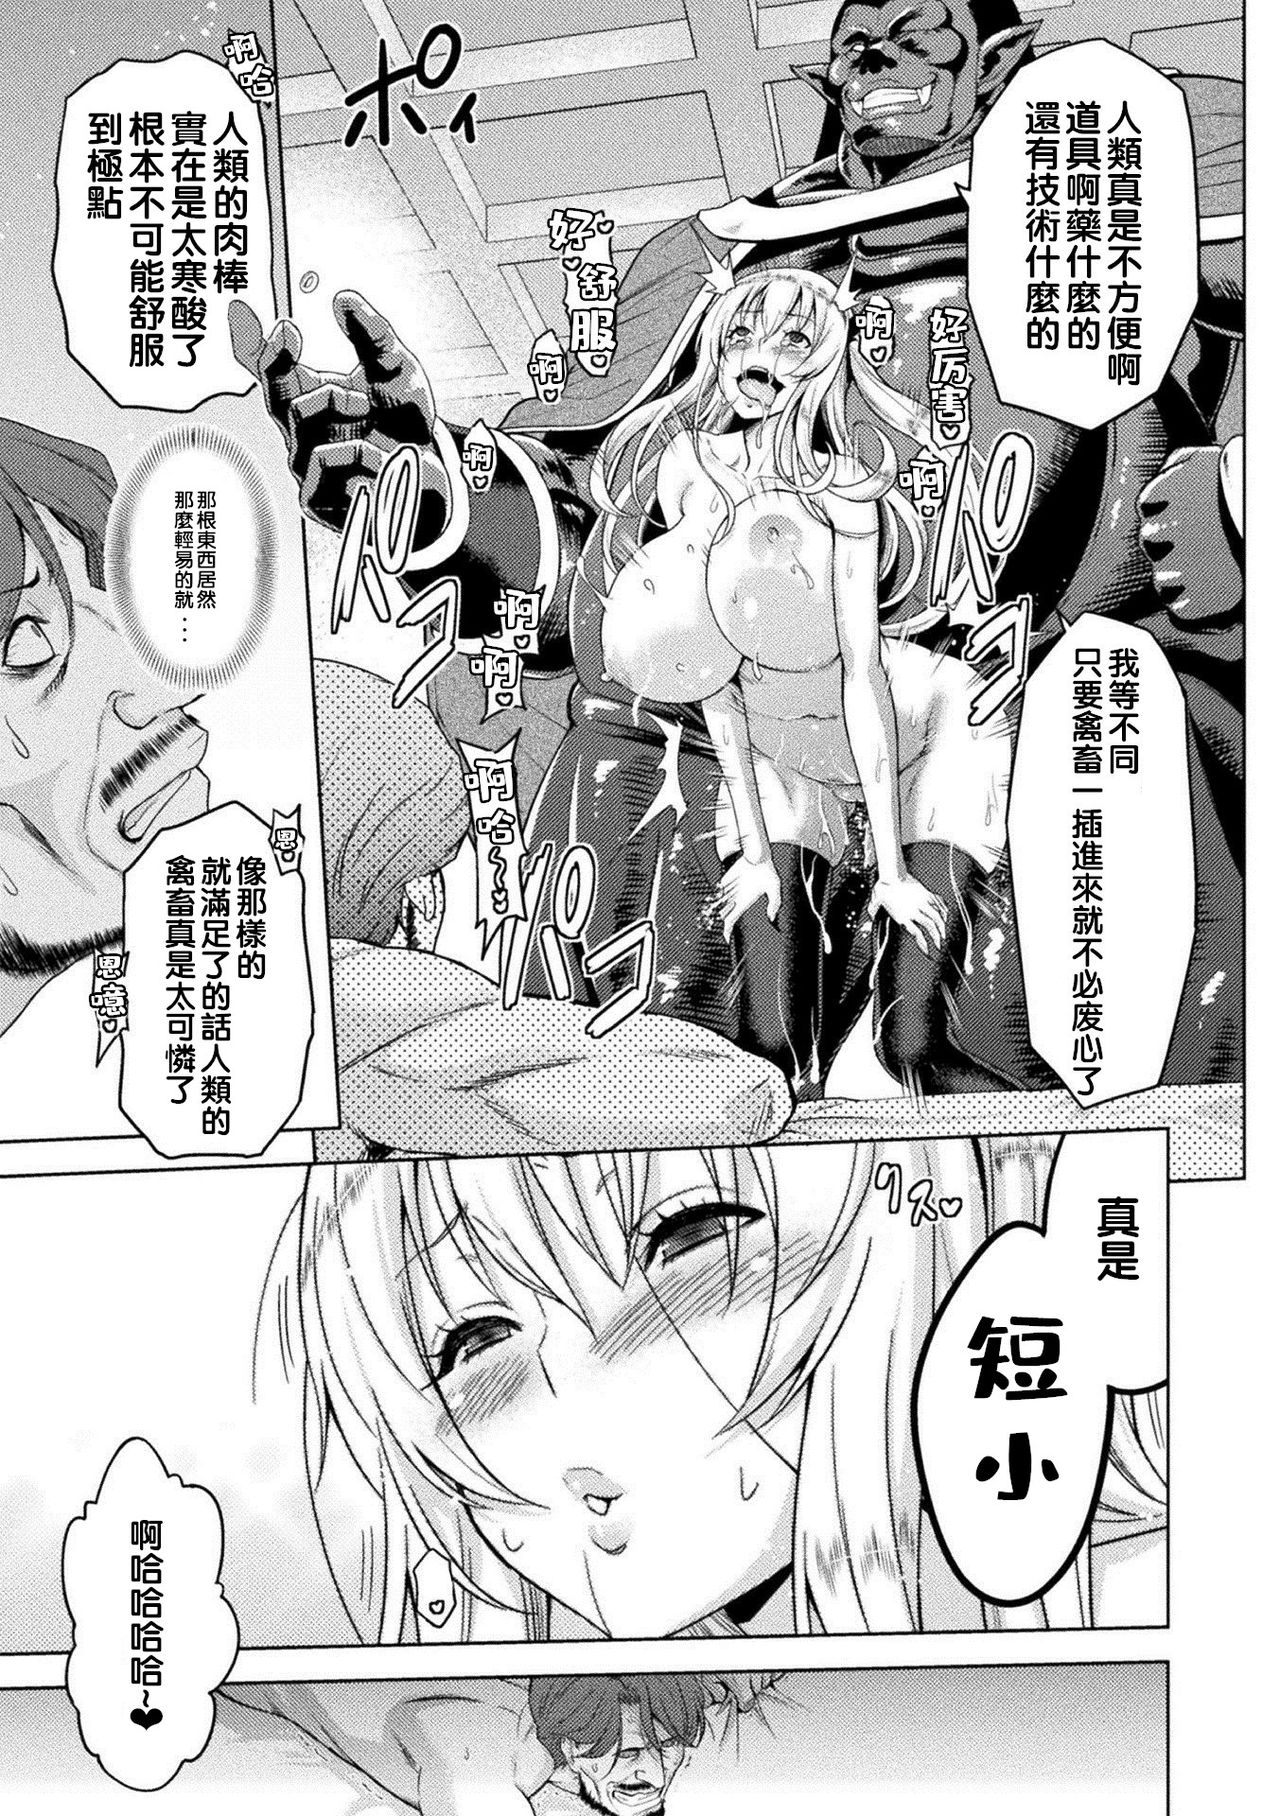 人類真是不方便啊
道具啊藥什麼的
還有技術什麼的
ポィ
啊哈
人類的肉棒
實在是太寒酸了
根本不可能舒服
到極點
好厉害
啊
啊
好舒服
啊
啊
啊
啊
啊哈~
パコ
パコ
パコ
パコ
我等不同
只要禽畜一插進來就不必废心了
那根東西居然
那麼輕易的就
...
恩
像那樣的
就滿足了的話人類的
禽畜真是太可憐了
恩噫
真是
短小
クス
啊哈哈哈哈~